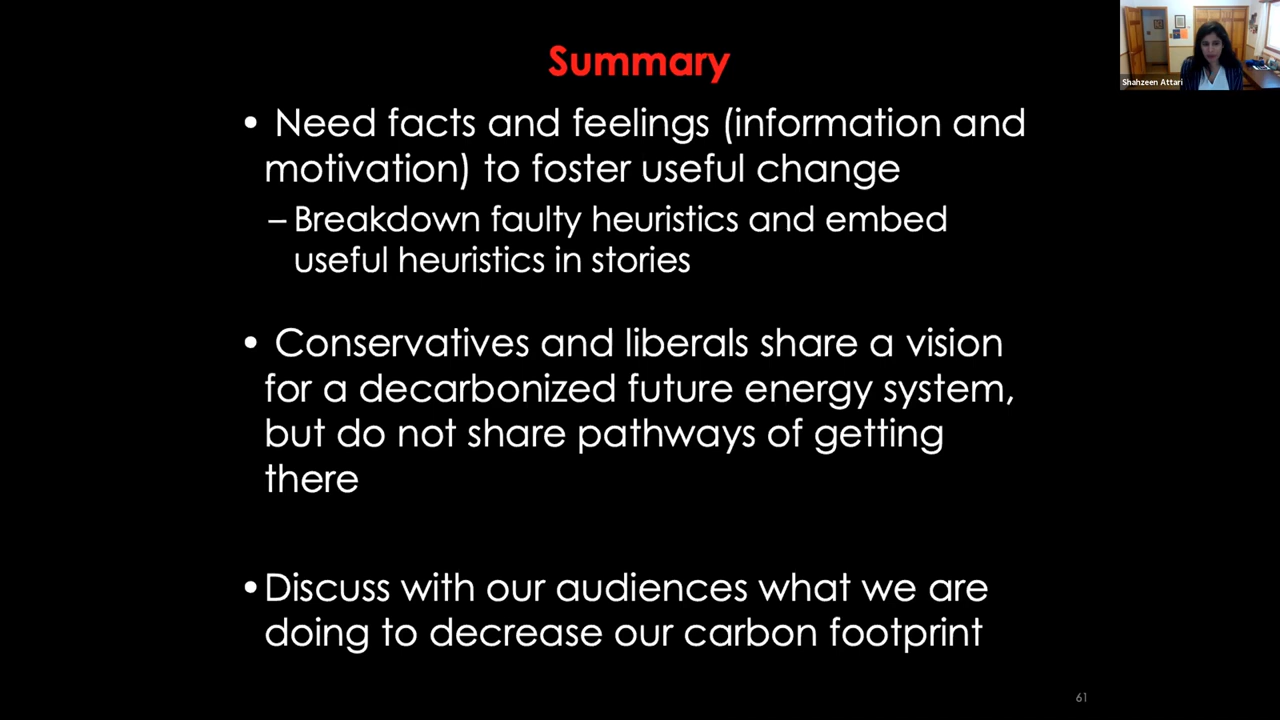 Summary
Shahzeen Attari
• Need facts and feelings (information and
motivation) to foster useful change
– Breakdown faulty heuristics and embed
useful heuristics in stories
• Conservatives and liberals share a vision
for a decarbonized future energy system,
but do not share pathways of getting
there
• Discuss with our audiences what we are
doing to decrease our carbon footprint
61